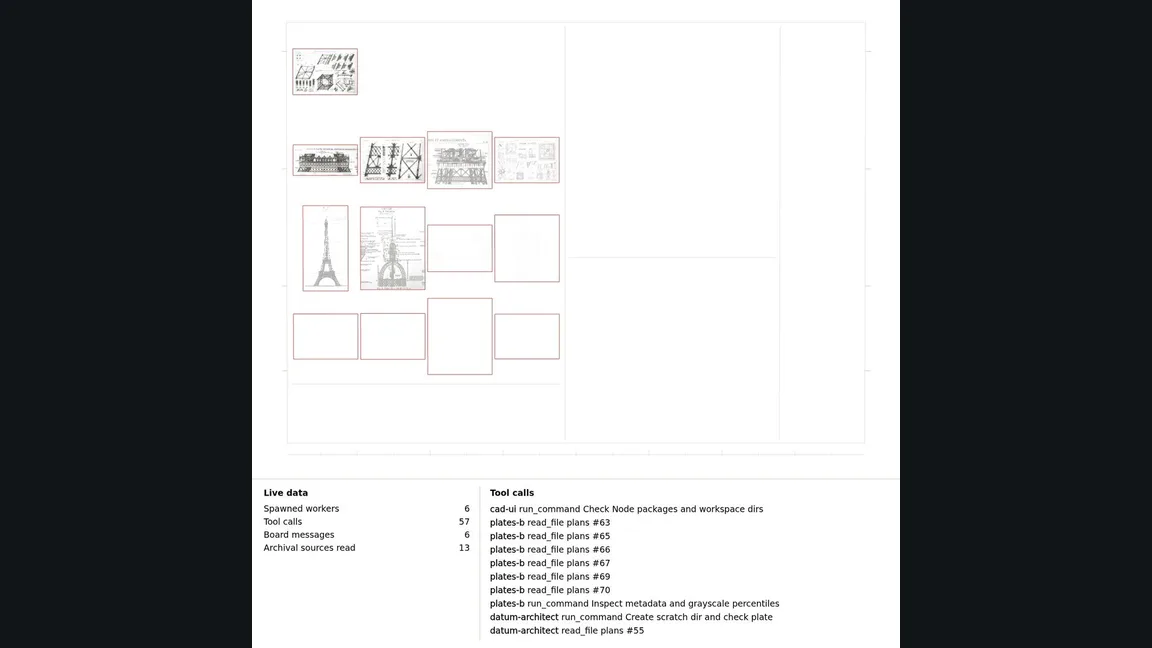 Live data
Spawned workers 6
Tool calls 57
Board messages 6
Archival sources read 13
Tool calls
cad-ui run_command Check Node packages and workspace dirs
plates-b read_file plans #63
plates-b read_file plans #65
plates-b read_file plans #66
plates-b read_file plans #67
plates-b read_file plans #69
plates-b read_file plans #70
plates-b run_command Inspect metadata and grayscale percentiles
datum-architect run_command Create scratch dir and check plate
datum-architect read_file plans #55